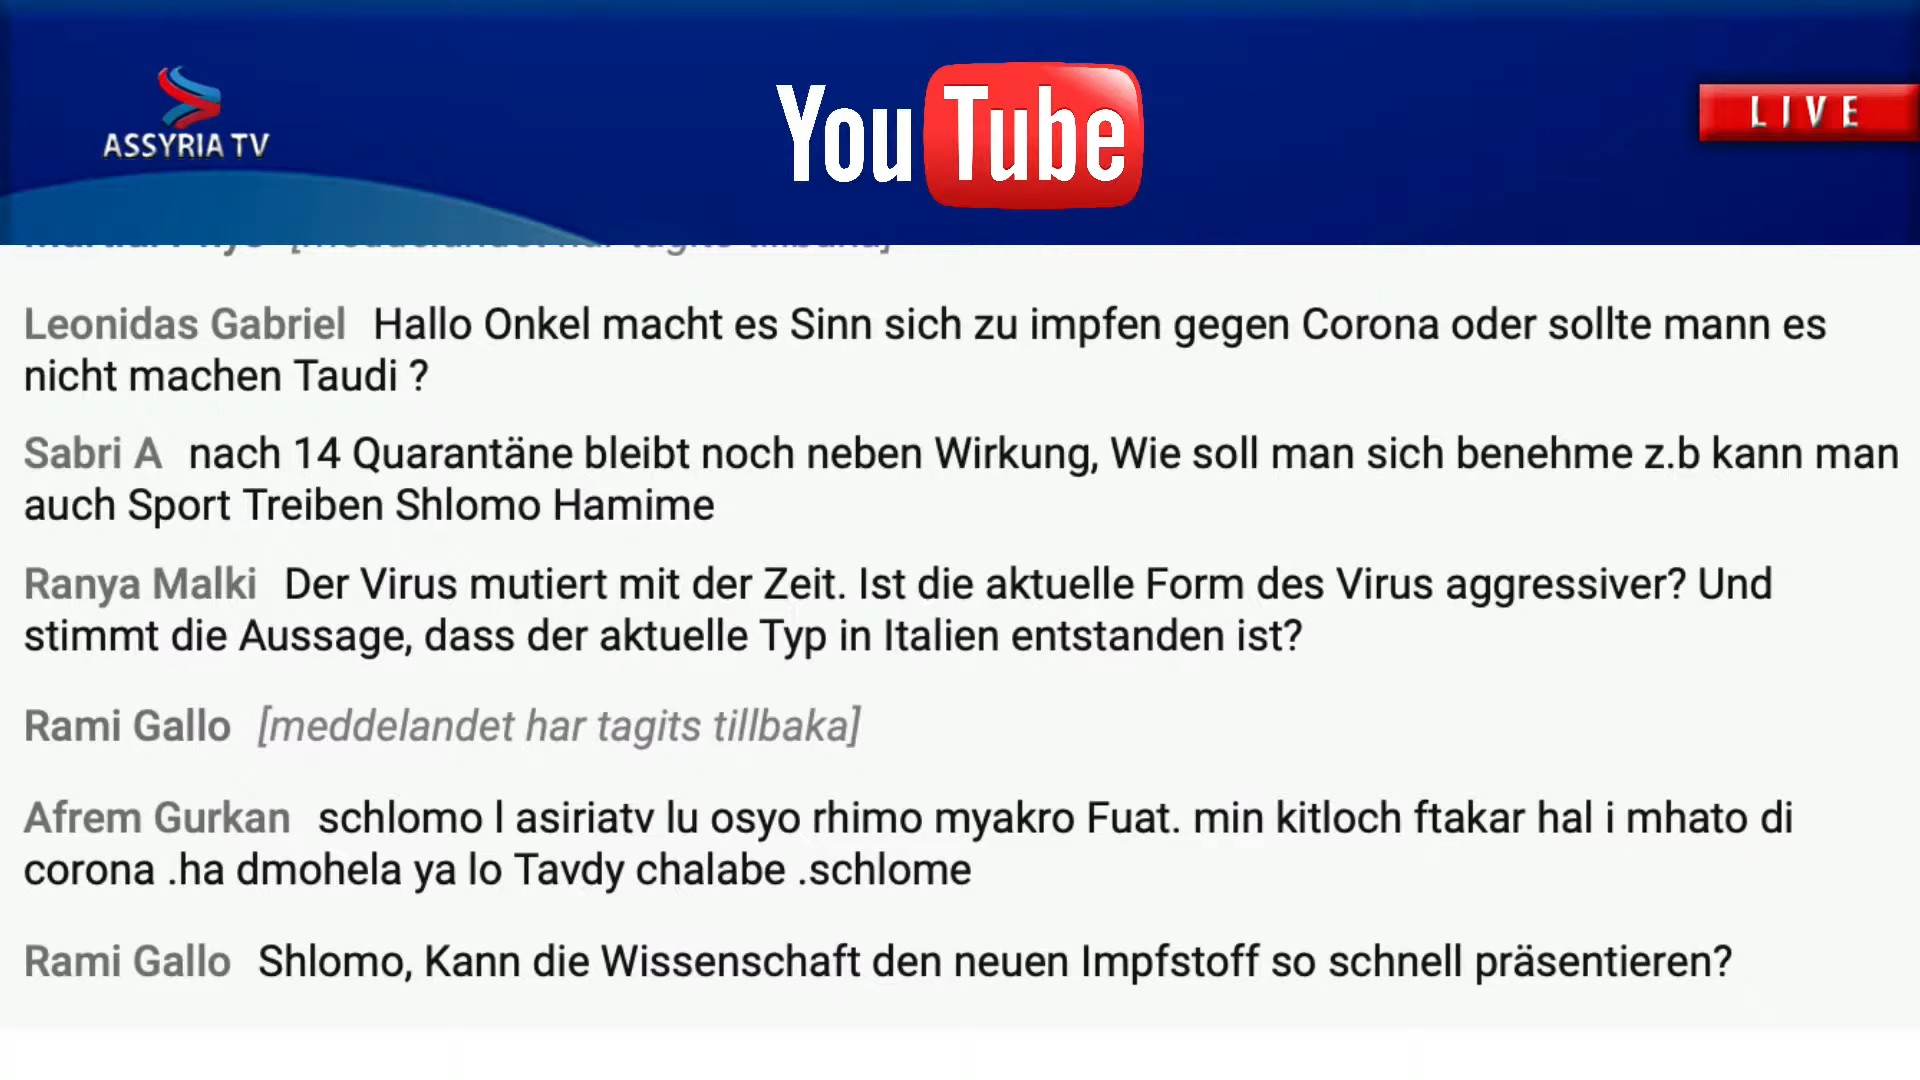 ASSYRIA TV
YouTube
LIVE
[meddelandet har tagits tillbaka]
Leonidas Gabriel Hallo Onkel macht es Sinn sich zu impfen gegen Corona oder sollte mann es
nicht machen Taudi ?
Sabri A nach 14 Quarantäne bleibt noch neben Wirkung, Wie soll man sich benehme z.b kann man
auch Sport Treiben Shlomo Hamime
Ranya Malki Der Virus mutiert mit der Zeit. Ist die aktuelle Form des Virus aggressiver? Und
stimmt die Aussage, dass der aktuelle Typ in Italien entstanden ist?
Rami Gallo [meddelandet har tagits tillbaka]
Afrem Gurkan schlomo l asiriatv lu osyo rhimo myakro Fuat. min kitloch ftakar hal i mhato di
corona .ha dmohela ya lo Tavdy chalabe .schlome
Rami Gallo Shlomo, Kann die Wissenschaft den neuen Impfstoff so schnell präsentieren?